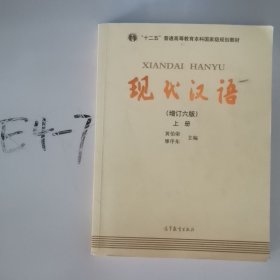 "十二五"普通高等教育本科国家级规划教材
XIANDAI HANYU
现代汉语
(增订六版)
上册
黄伯荣
廖序东
主编
高等教育出版社
E4-7